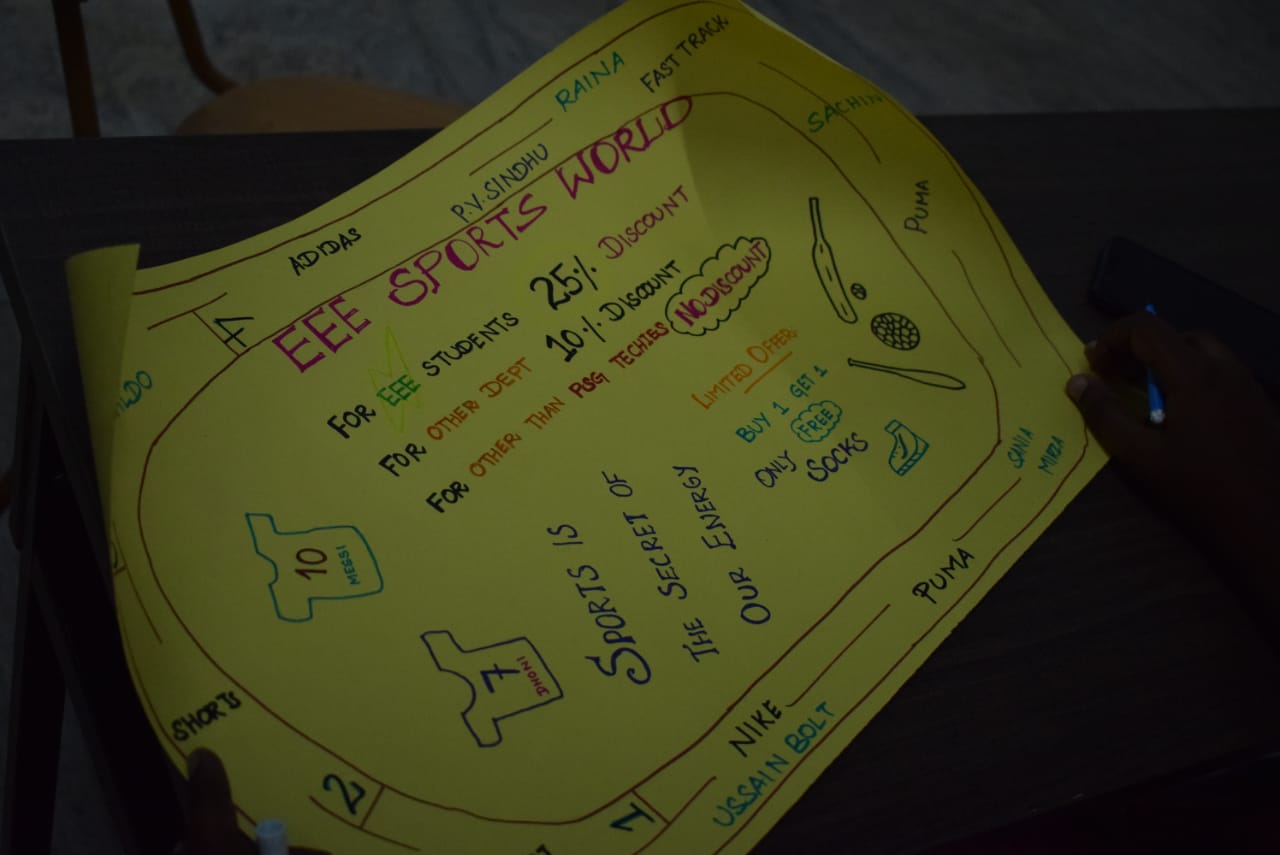 RAINA
FAST TRACK
SACHIN
P.V. SINDHU
ADIDAS
PUMA
4
EEE SPORTS WORLD
FOR EEE STUDENTS 25% DISCOUNT
FOR OTHER DEPT 10% DISCOUNT
FOR OTHER THAN PSG TECHIES NO DISCOUNT
LIMITED OFFER:
BUY 1 GET 1
FREE
ONLY SOCKS
SPORTS IS
THE SECRET OF
OUR ENERGY
10
MESSI
7
DHONI
SANIA
MIRZA
PUMA
NIKE
USSAIN BOLT
SHORTS
2
1